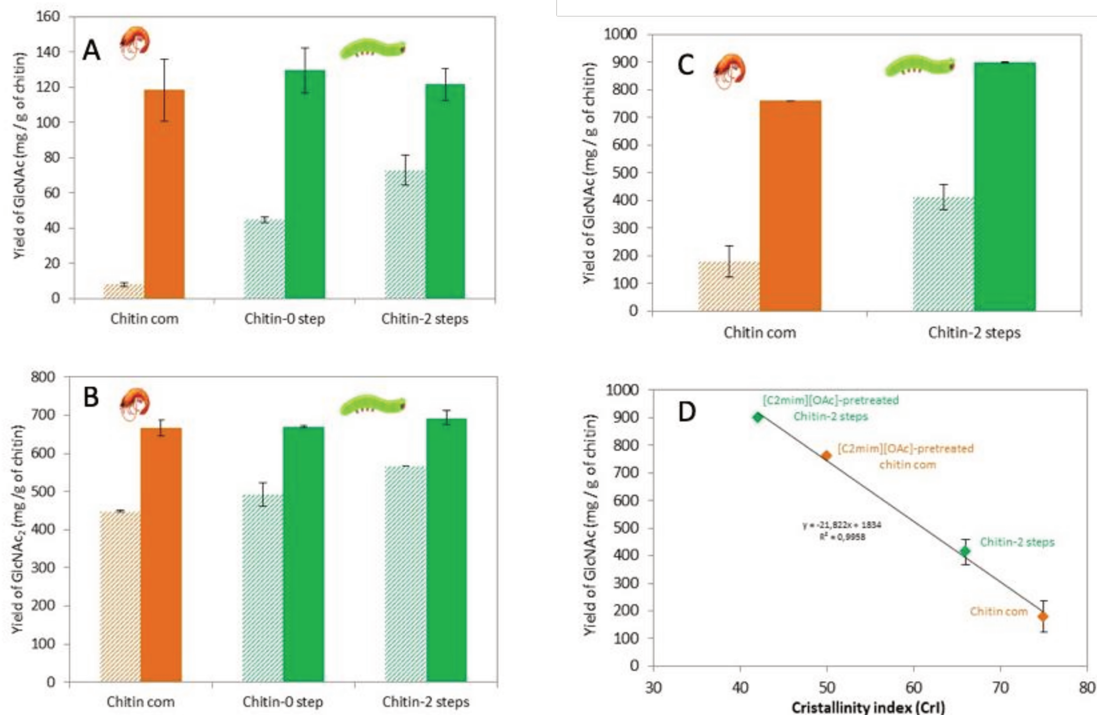 A
Yield of GlcNAc (mg / g of chitin)
160
140
120
100
80
60
40
20
0
Chitin com
Chitin-0 step
Chitin-2 steps
C
Yield of GlcNAc (mg / g of chitin)
1000
900
800
700
600
500
400
300
200
100
0
Chitin com
Chitin-2 steps
B
Yield of GlcNAc₂ (mg /g of chitin)
800
700
600
500
400
300
200
100
0
Chitin com
Chitin-0 step
Chitin-2 steps
D
Yield of GlcNAc (mg / g of chitin)
1000
900
800
700
600
500
400
300
200
100
0
[C2mim][OAc]-pretreated
Chitin-2 steps
[C2mim][OAc]-pretreated
chitin com
y = -21,822x + 1834
R² = 0,9958
Chitin-2 steps
Chitin com
30
40
50
60
70
80
Cristallinity index (CrI)